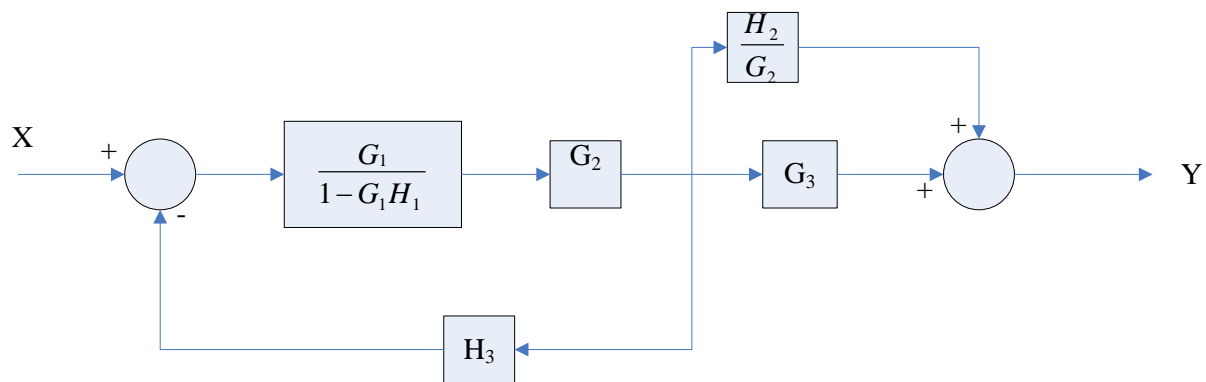 H₂
G₂
X
+
G₁
1−G₁H₁
G₂
G₃
+
+
Y
-
H₃